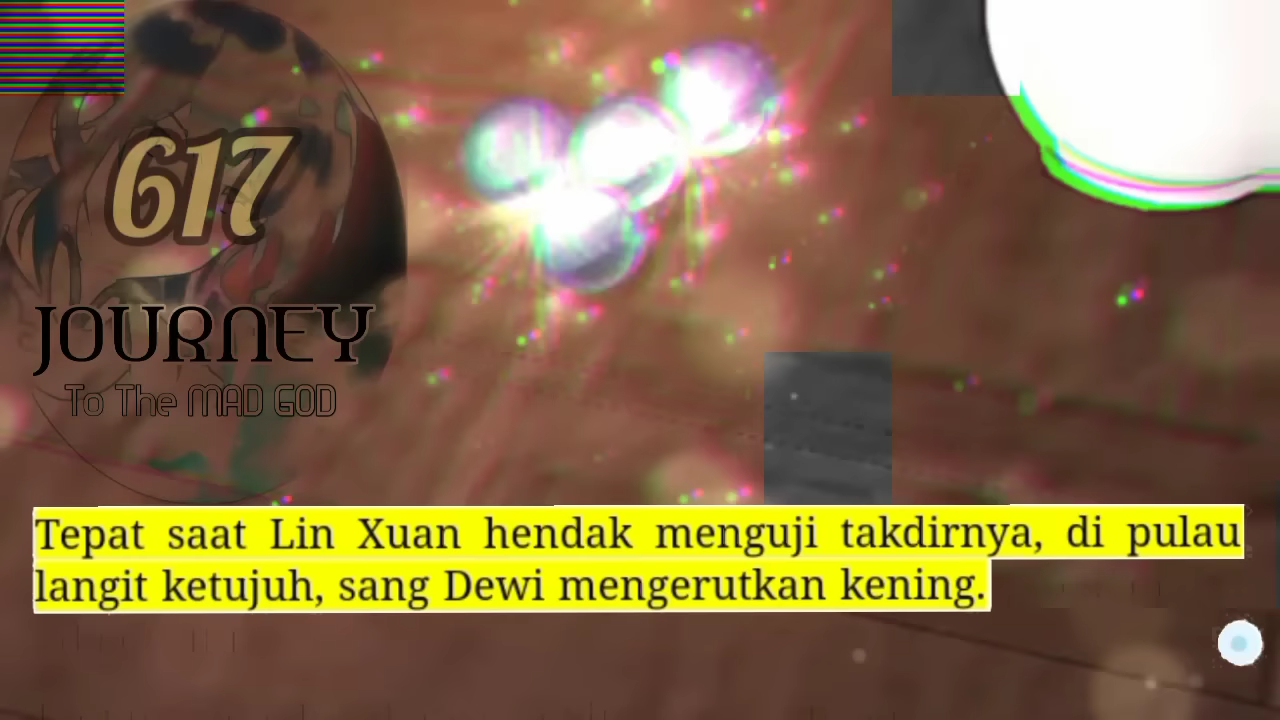 617
JOURNEY
To The MAD GOD
Tepat saat Lin Xuan hendak menguji takdirnya, di pulau
langit ketujuh, sang Dewi mengerutkan kening.